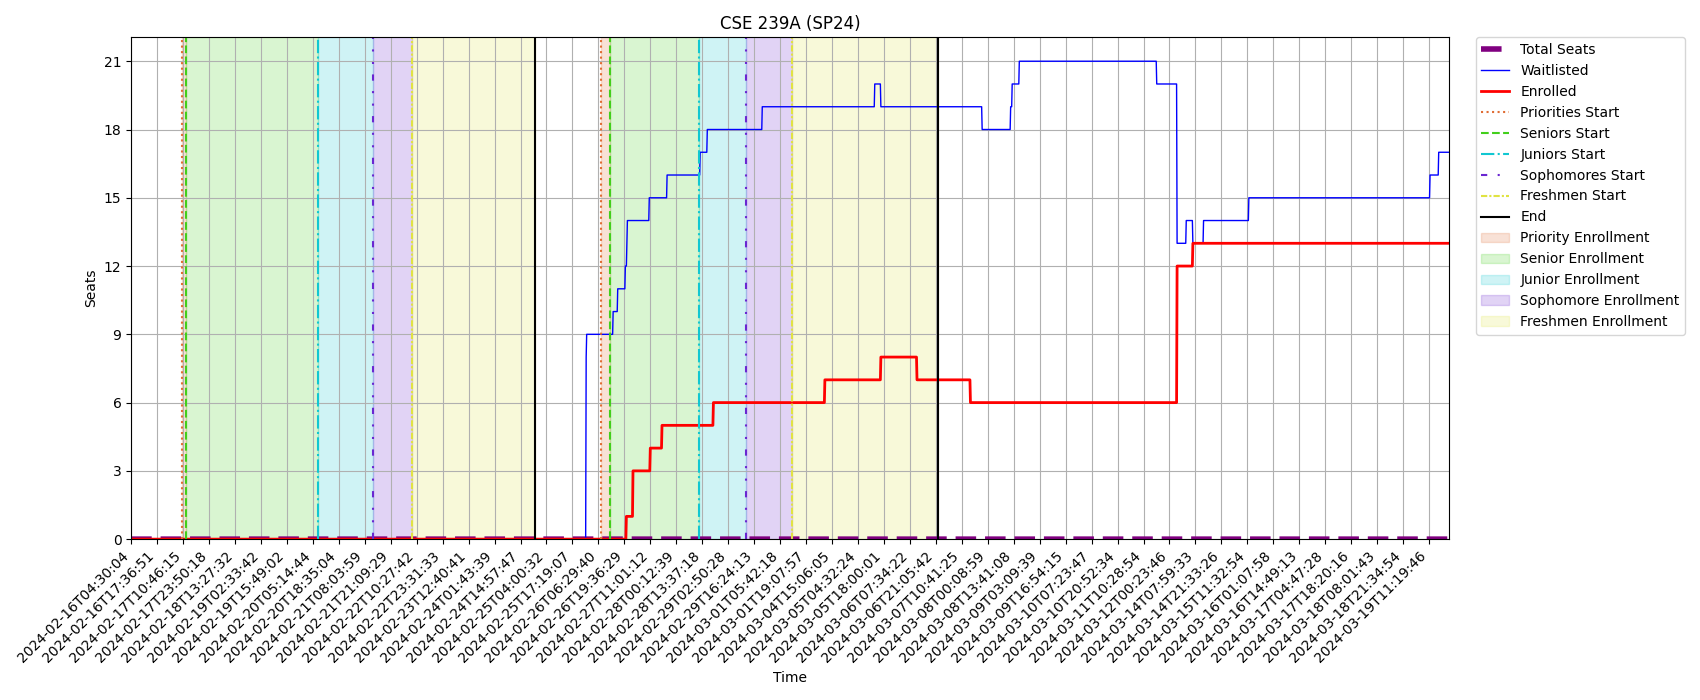 CSE 239A (SP24)
Seats
21
18
15
12
9
6
3
0
2024-02-16T04:30:04
2024-02-16T17:36:51
2024-02-17T10:46:15
2024-02-17T23:50:18
2024-02-18T13:27:32
2024-02-19T02:33:42
2024-02-19T15:49:02
2024-02-20T05:14:44
2024-02-20T18:35:04
2024-02-21T08:03:59
2024-02-21T21:09:29
2024-02-22T10:27:42
2024-02-22T23:31:33
2024-02-23T12:40:41
2024-02-24T01:43:39
2024-02-24T14:57:47
2024-02-25T04:00:32
2024-02-25T17:19:07
2024-02-26T06:29:40
2024-02-26T19:36:29
2024-02-27T11:01:12
2024-02-28T00:12:39
2024-02-28T13:37:18
2024-02-29T02:50:28
2024-02-29T16:24:13
2024-03-01T05:42:18
2024-03-01T19:07:57
2024-03-04T15:06:05
2024-03-05T04:32:24
2024-03-05T18:00:01
2024-03-06T07:34:22
2024-03-06T21:05:42
2024-03-07T10:41:25
2024-03-08T00:08:59
2024-03-08T13:41:08
2024-03-09T03:09:39
2024-03-09T16:54:15
2024-03-10T07:23:47
2024-03-10T20:52:34
2024-03-11T10:28:54
2024-03-12T00:23:46
2024-03-14T07:59:33
2024-03-14T21:33:26
2024-03-15T11:32:54
2024-03-16T01:07:58
2024-03-16T14:49:13
2024-03-17T04:47:28
2024-03-17T18:20:16
2024-03-18T08:01:43
2024-03-18T21:34:54
2024-03-19T11:19:46
Time
Total Seats
Waitlisted
Enrolled
Priorities Start
Seniors Start
Juniors Start
Sophomores Start
Freshmen Start
End
Priority Enrollment
Senior Enrollment
Junior Enrollment
Sophomore Enrollment
Freshmen Enrollment